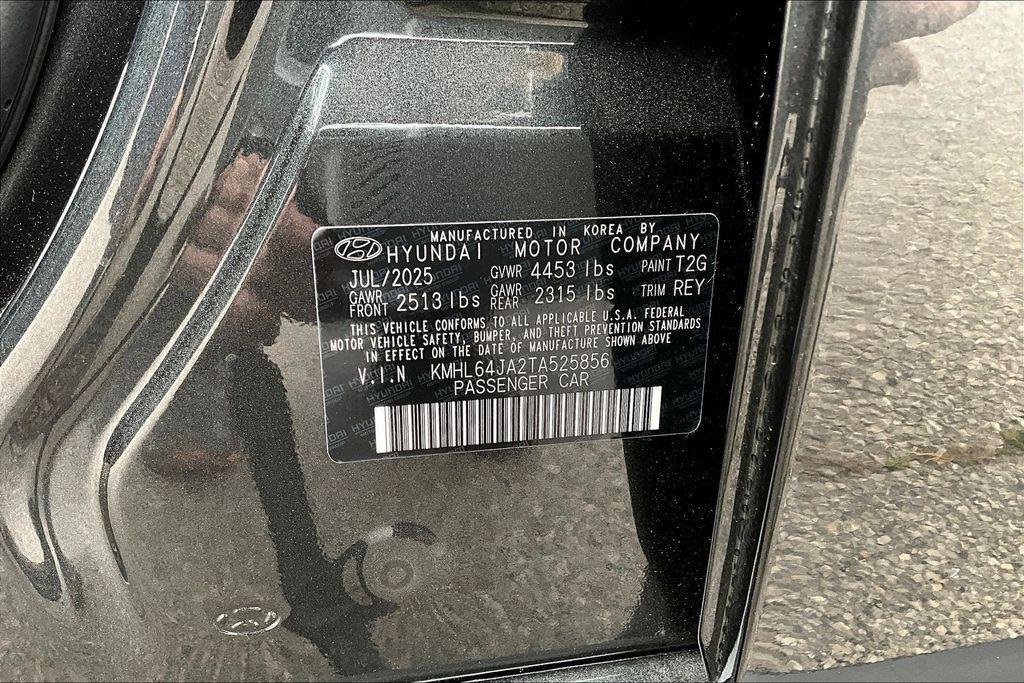 MANUFACTURED IN KOREA BY
HYUNDAI MOTOR COMPANY
JUL/2025 GVWR 4453 lbs PAINT T2G
GAWR FRONT 2513 lbs GAWR REAR 2315 lbs TRIM REY
THIS VEHICLE CONFORMS TO ALL APPLICABLE U.S.A. FEDERAL
MOTOR VEHICLE SAFETY, BUMPER, AND THEFT PREVENTION STANDARDS
IN EFFECT ON THE DATE OF MANUFACTURE SHOWN ABOVE
V.I.N KMHL64JA2TA525856
PASSENGER CAR